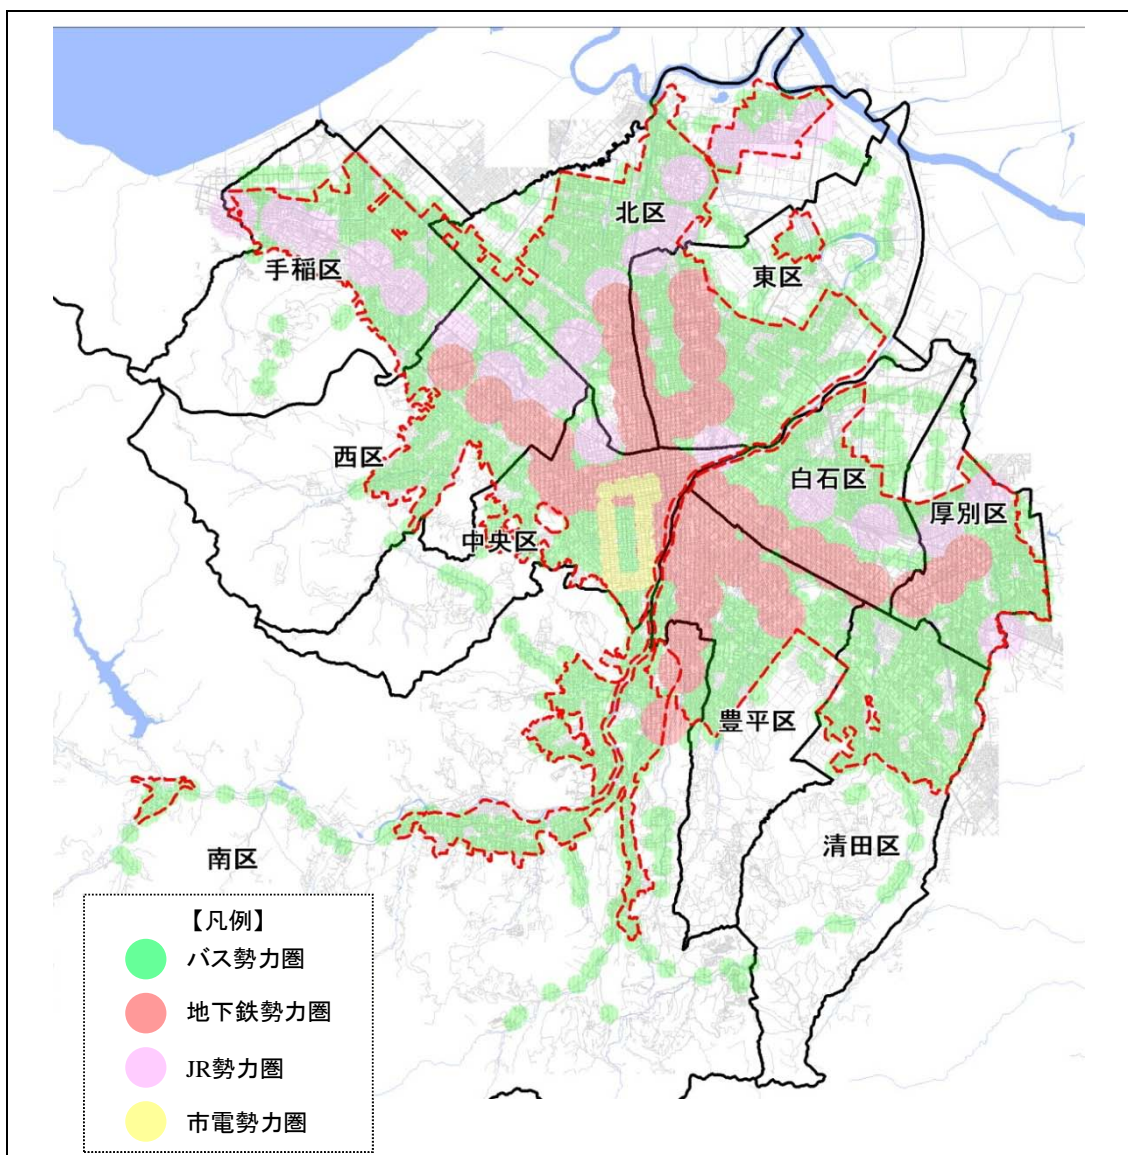 北区
手稲区
東区
西区
白石区
厚別区
中央区
豊平区
清田区
南区
【凡例】
バス勢力圏
地下鉄勢力圏
JR勢力圏
市電勢力圏